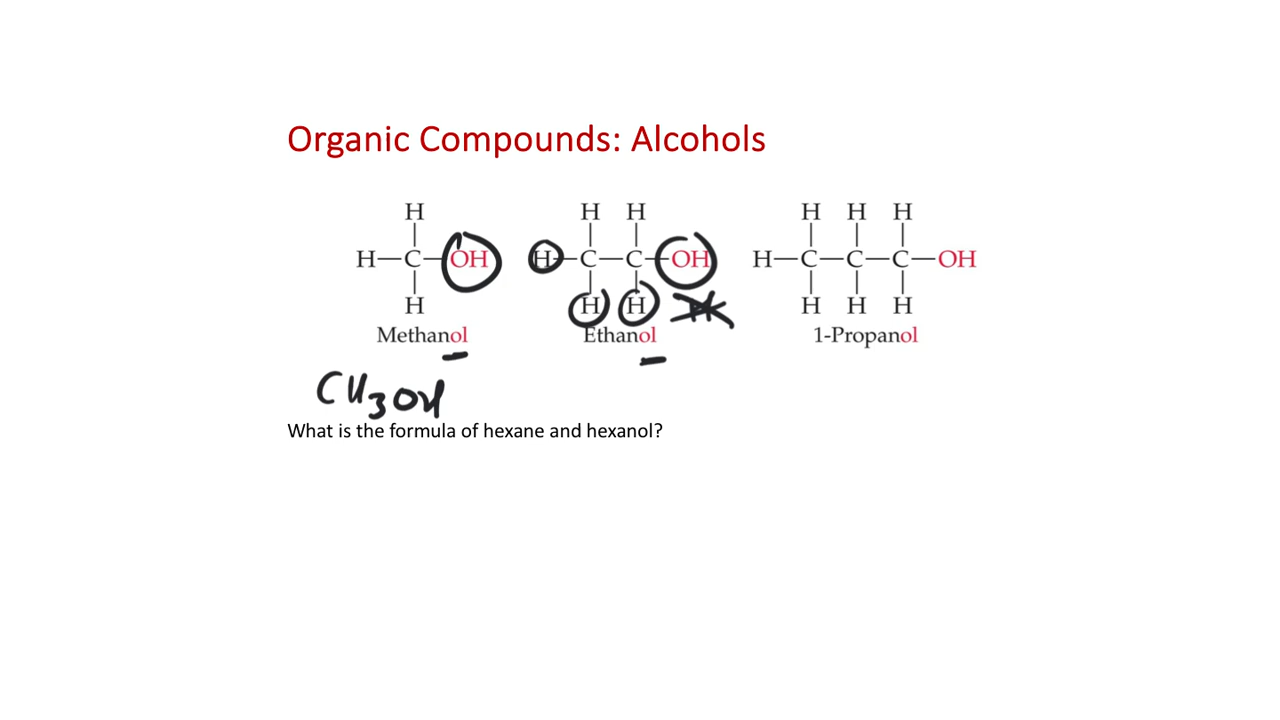 Organic Compounds: Alcohols
H
H H
H H H
H—C—OH
H—C—C—OH
H—C—C—C—OH
H
H H
H H H
Methanol
Ethanol
1-Propanol
CH3OH
What is the formula of hexane and hexanol?